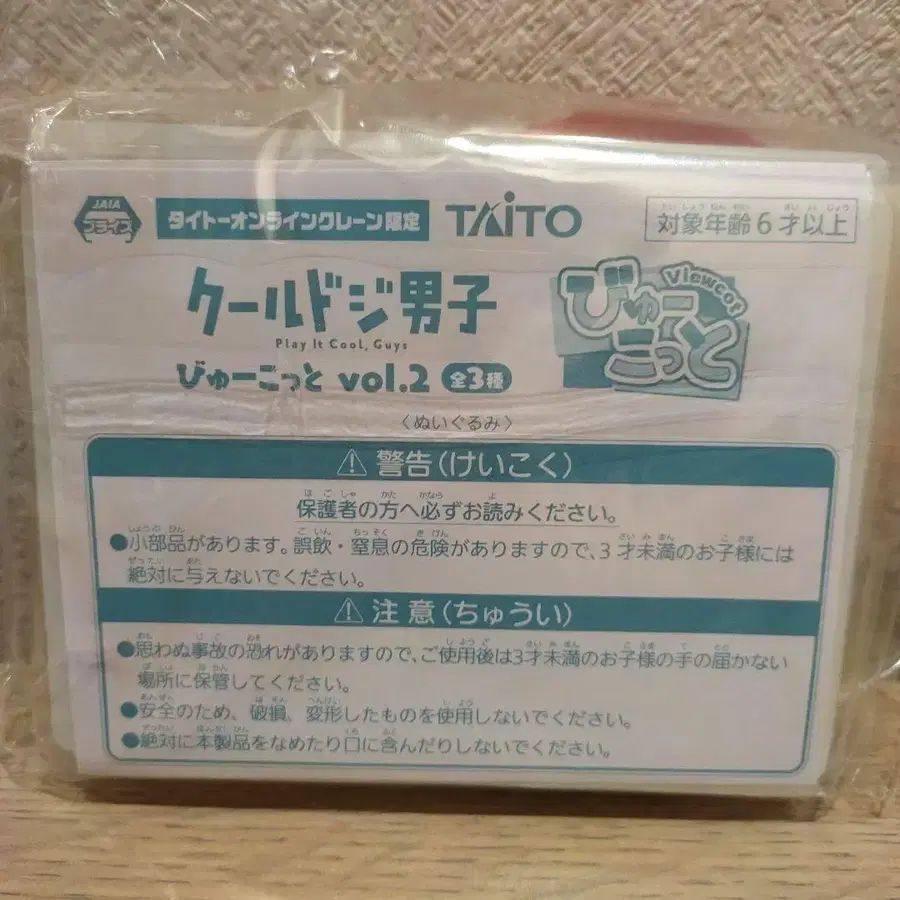 JAIA
プライズ
タイトーオンラインクレーン限定
TAiTO
対象年齢6才以上
クールドジ男子
Play It Cool, Guys
びゅーこっと vol.2 全3種
Viewcot
びゅーこっと
〈ぬいぐるみ〉
⚠ 警告(けいこく)
保護者の方へ必ずお読みください。
●小部品があります。誤飲・窒息の危険がありますので、3才未満のお子様には
絶対に与えないでください。
⚠ 注意(ちゅうい)
●思わぬ事故の恐れがありますので、ご使用後は3才未満のお子様の手の届かない
場所に保管してください。
●安全のため、破損、変形したものを使用しないでください。
●絶対に本製品をなめたり口に含んだりしないでください。